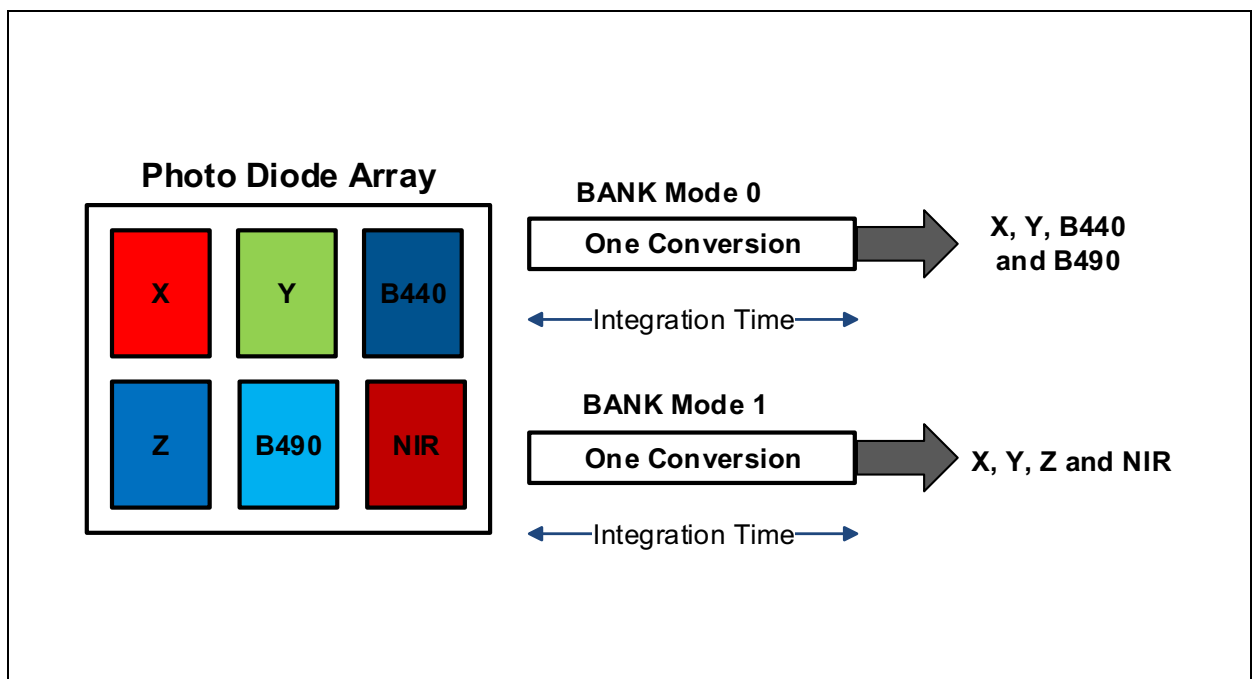 Photo Diode Array
X
Y
B440
Z
B490
NIR
BANK Mode 0
One Conversion
Integration Time
X, Y, B440
and B490
BANK Mode 1
One Conversion
Integration Time
X, Y, Z and NIR